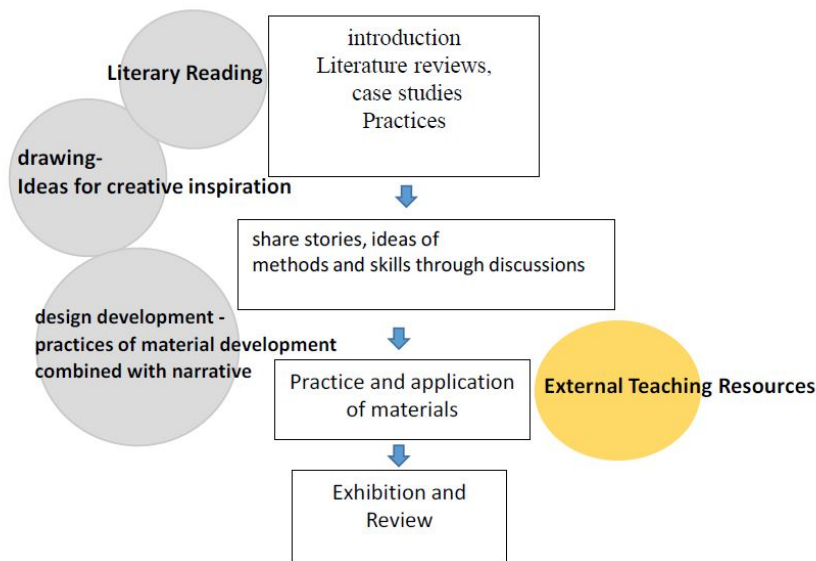 introduction
Literature reviews,
case studies
Practices
Literary Reading
drawing-
Ideas for creative inspiration
share stories, ideas of
methods and skills through discussions
design development -
practices of material development
combined with narrative
Practice and application
of materials
External Teaching Resources
Exhibition and
Review